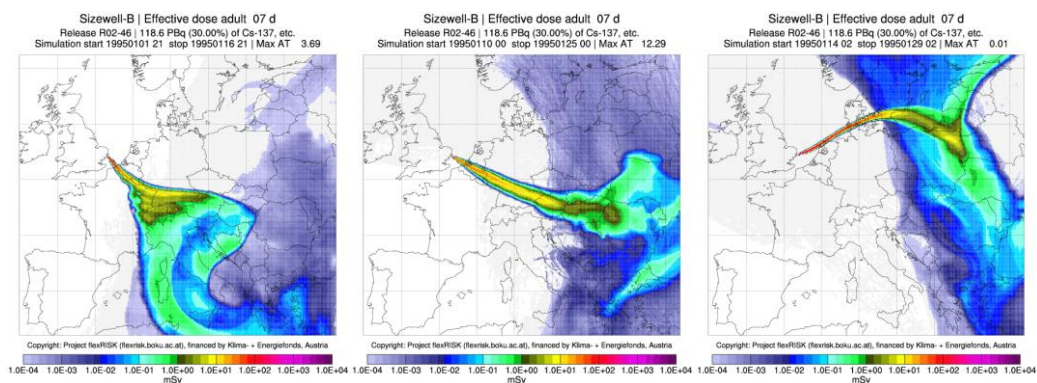 Sizewell-B | Effective dose adult 07 d
Release R02-46 | 118.6 PBq (30.00%) of Cs-137, etc.
Simulation start 19950101 21 stop 19950116 21 | Max AT 3.69
Copyright: Project flexRISK (flexrisk.boku.ac.at), financed by Klima- + Energiefonds, Austria
1.0E-04 1.0E-03 1.0E-02 1.0E-01 1.0E+00 1.0E+01 1.0E+02 1.0E+03 1.0E+04
mSv
Sizewell-B | Effective dose adult 07 d
Release R02-46 | 118.6 PBq (30.00%) of Cs-137, etc.
Simulation start 19950110 00 stop 19950125 00 | Max AT 12.29
Copyright: Project flexRISK (flexrisk.boku.ac.at), financed by Klima- + Energiefonds, Austria
1.0E-04 1.0E-03 1.0E-02 1.0E-01 1.0E+00 1.0E+01 1.0E+02 1.0E+03 1.0E+04
mSv
Sizewell-B | Effective dose adult 07 d
Release R02-46 | 118.6 PBq (30.00%) of Cs-137, etc.
Simulation start 19950114 02 stop 19950129 02 | Max AT 0.01
Copyright: Project flexRISK (flexrisk.boku.ac.at), financed by Klima- + Energiefonds, Austria
1.0E-04 1.0E-03 1.0E-02 1.0E-01 1.0E+00 1.0E+01 1.0E+02 1.0E+03 1.0E+04
mSv